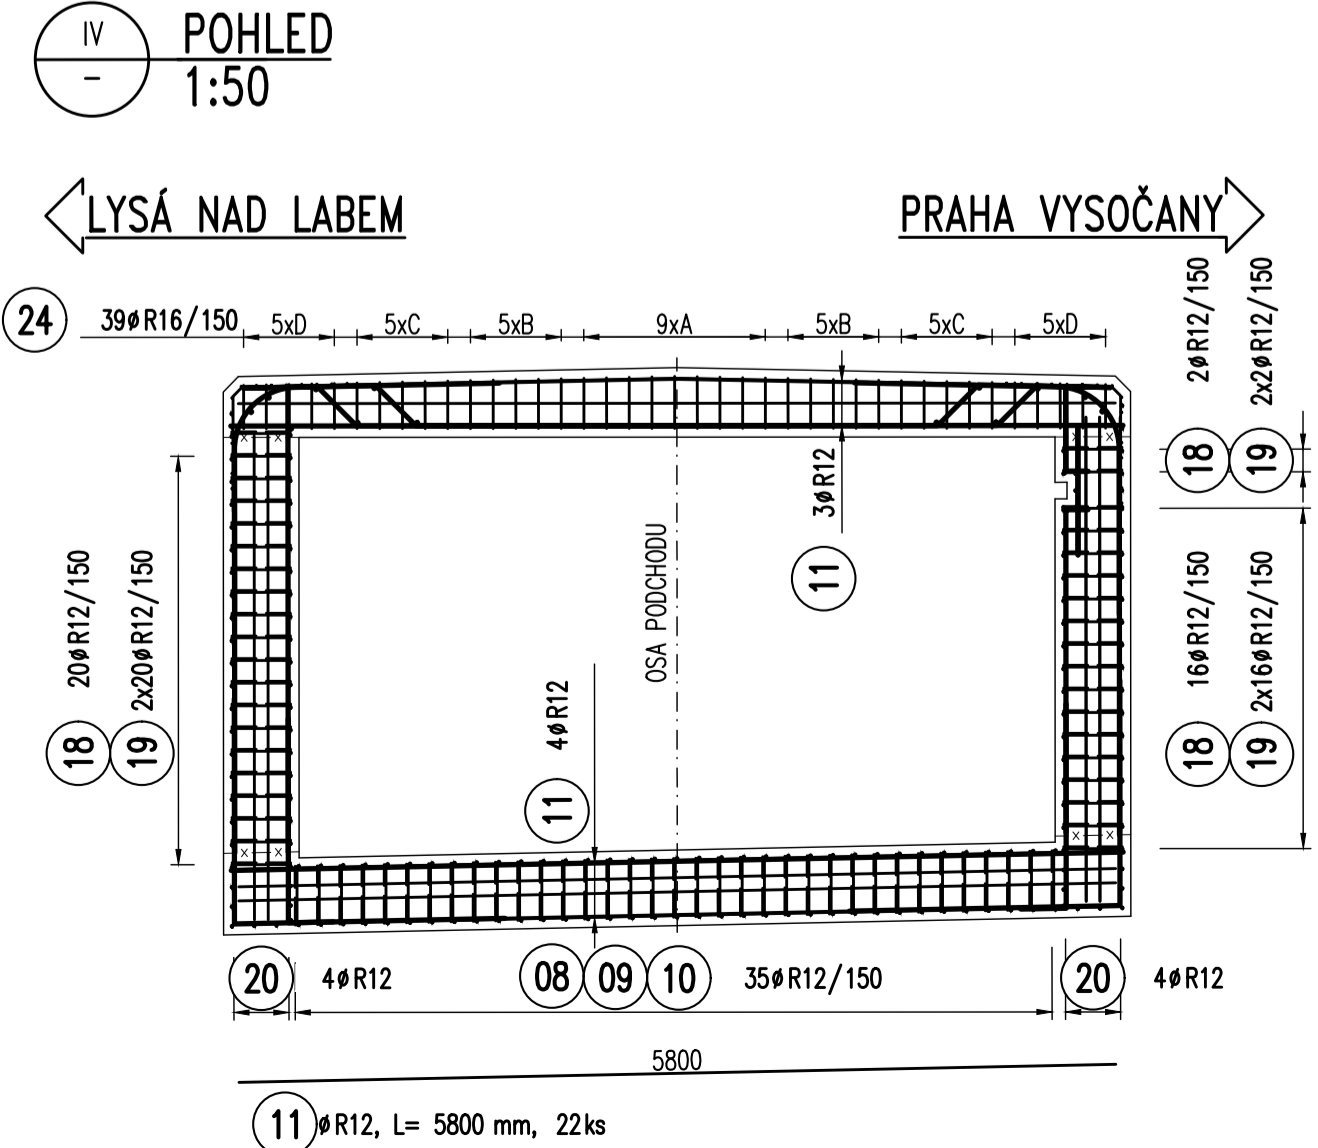 IV
–
POHLED
1:50
LYSÁ NAD LABEM
PRAHA VYSOČANY
24
39øR16/150
5xD
5xC
5xB
9xA
5xB
5xC
5xD
2øR12/150
2x2øR12/150
18
19
3øR12
11
OSA PODCHODU
20øR12/150
2x20øR12/150
18
19
4øR12
11
16øR12/150
2x16øR12/150
18
19
x x
x x
x x
x x
20
4øR12
08
09
10
35øR12/150
20
4øR12
5800
11 øR12, L= 5800 mm, 22ks